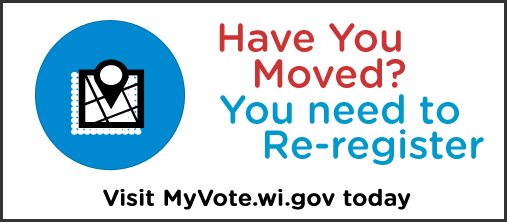 Have You
Moved?
You need to
Re-register
Visit MyVote.wi.gov today